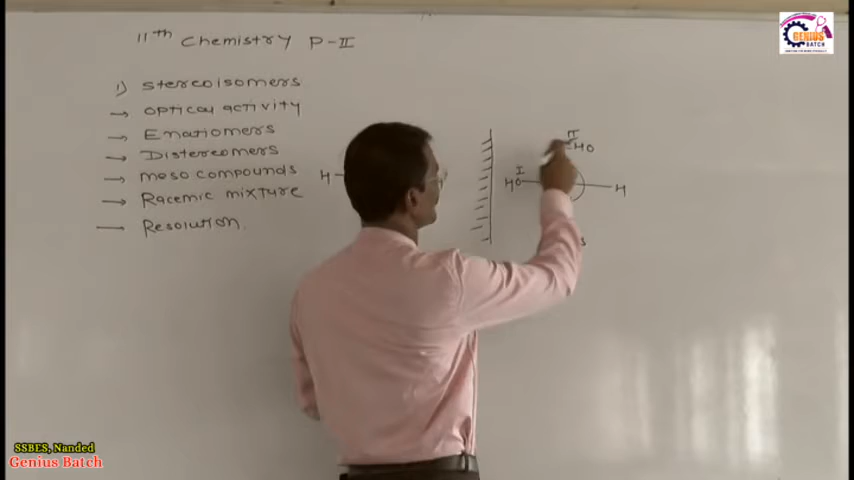 11th Chemistry P-II
1) Stereoisomers
→ optical activity
→ Enatiomers
→ Distereomers
→ meso compounds
→ Racemic mixture
— Resolution.
H
II
HO
I
HO
H
GENIUS
BATCH
SSBES, Nanded
Genius Batch